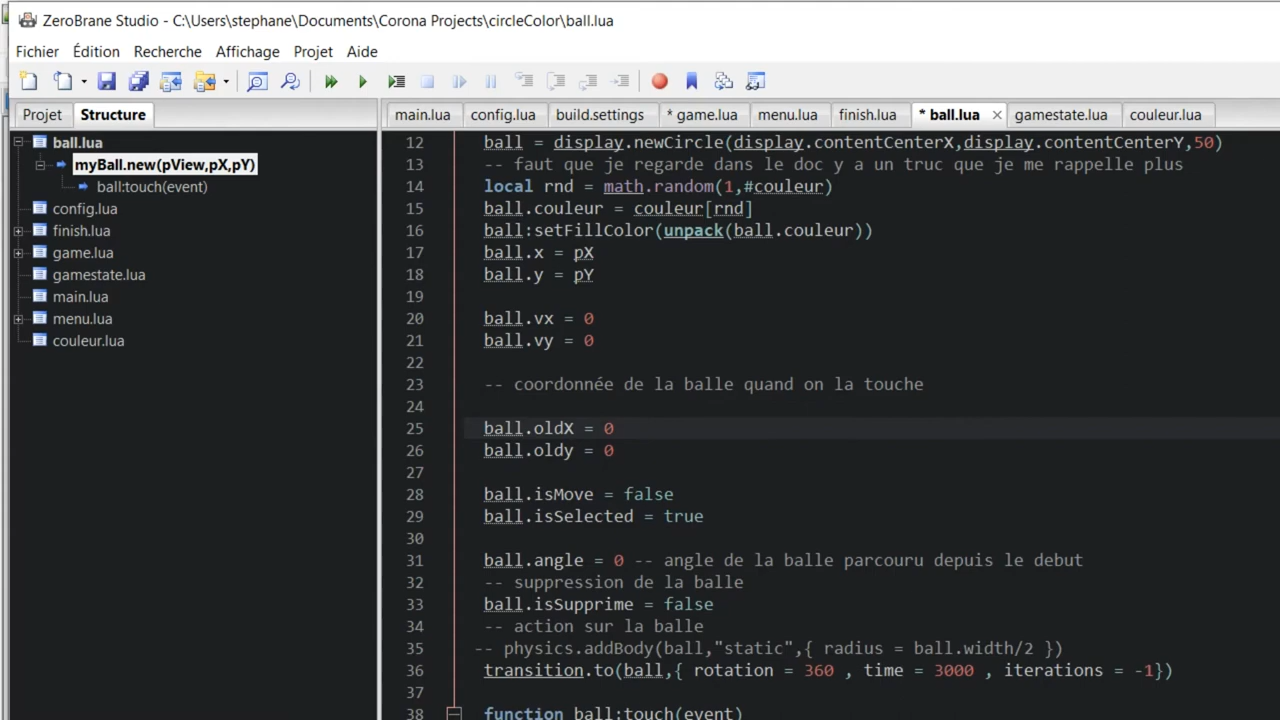 ZeroBrane Studio - C:\Users\stephane\Documents\Corona Projects\circleColor\ball.lua
Fichier Édition Recherche Affichage Projet Aide
Projet Structure
main.lua config.lua build.settings * game.lua menu.lua finish.lua * ball.lua × gamestate.lua couleur.lua
ball.lua
myBall.new(pView,pX,pY)
ball:touch(event)
config.lua
finish.lua
game.lua
gamestate.lua
main.lua
menu.lua
couleur.lua
12 ball = display.newCircle(display.contentCenterX,display.contentCenterY,50)
13 -- faut que je regarde dans le doc y a un truc que je me rappelle plus
14 local rnd = math.random(1,#couleur)
15 ball.couleur = couleur[rnd]
16 ball:setFillColor(unpack(ball.couleur))
17 ball.x = pX
18 ball.y = pY
19
20 ball.vx = 0
21 ball.vy = 0
22
23 -- coordonnée de la balle quand on la touche
24
25 ball.oldX = 0
26 ball.oldy = 0
27
28 ball.isMove = false
29 ball.isSelected = true
30
31 ball.angle = 0 -- angle de la balle parcouru depuis le debut
32 -- suppression de la balle
33 ball.isSupprime = false
34 -- action sur la balle
35 -- physics.addBody(ball,"static",{ radius = ball.width/2 })
36 transition.to(ball,{ rotation = 360 , time = 3000 , iterations = -1})
37
38 function ball:touch(event)